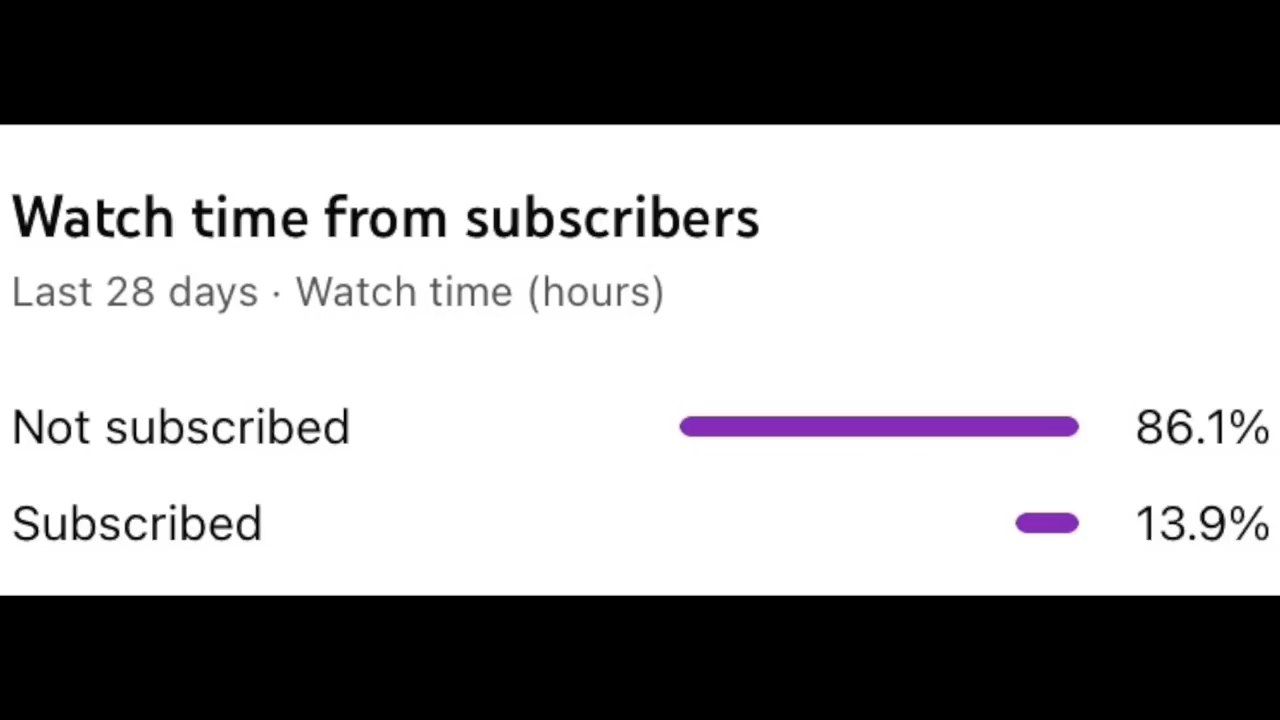 Watch time from subscribers
Last 28 days · Watch time (hours)
Not subscribed 86.1%
Subscribed 13.9%